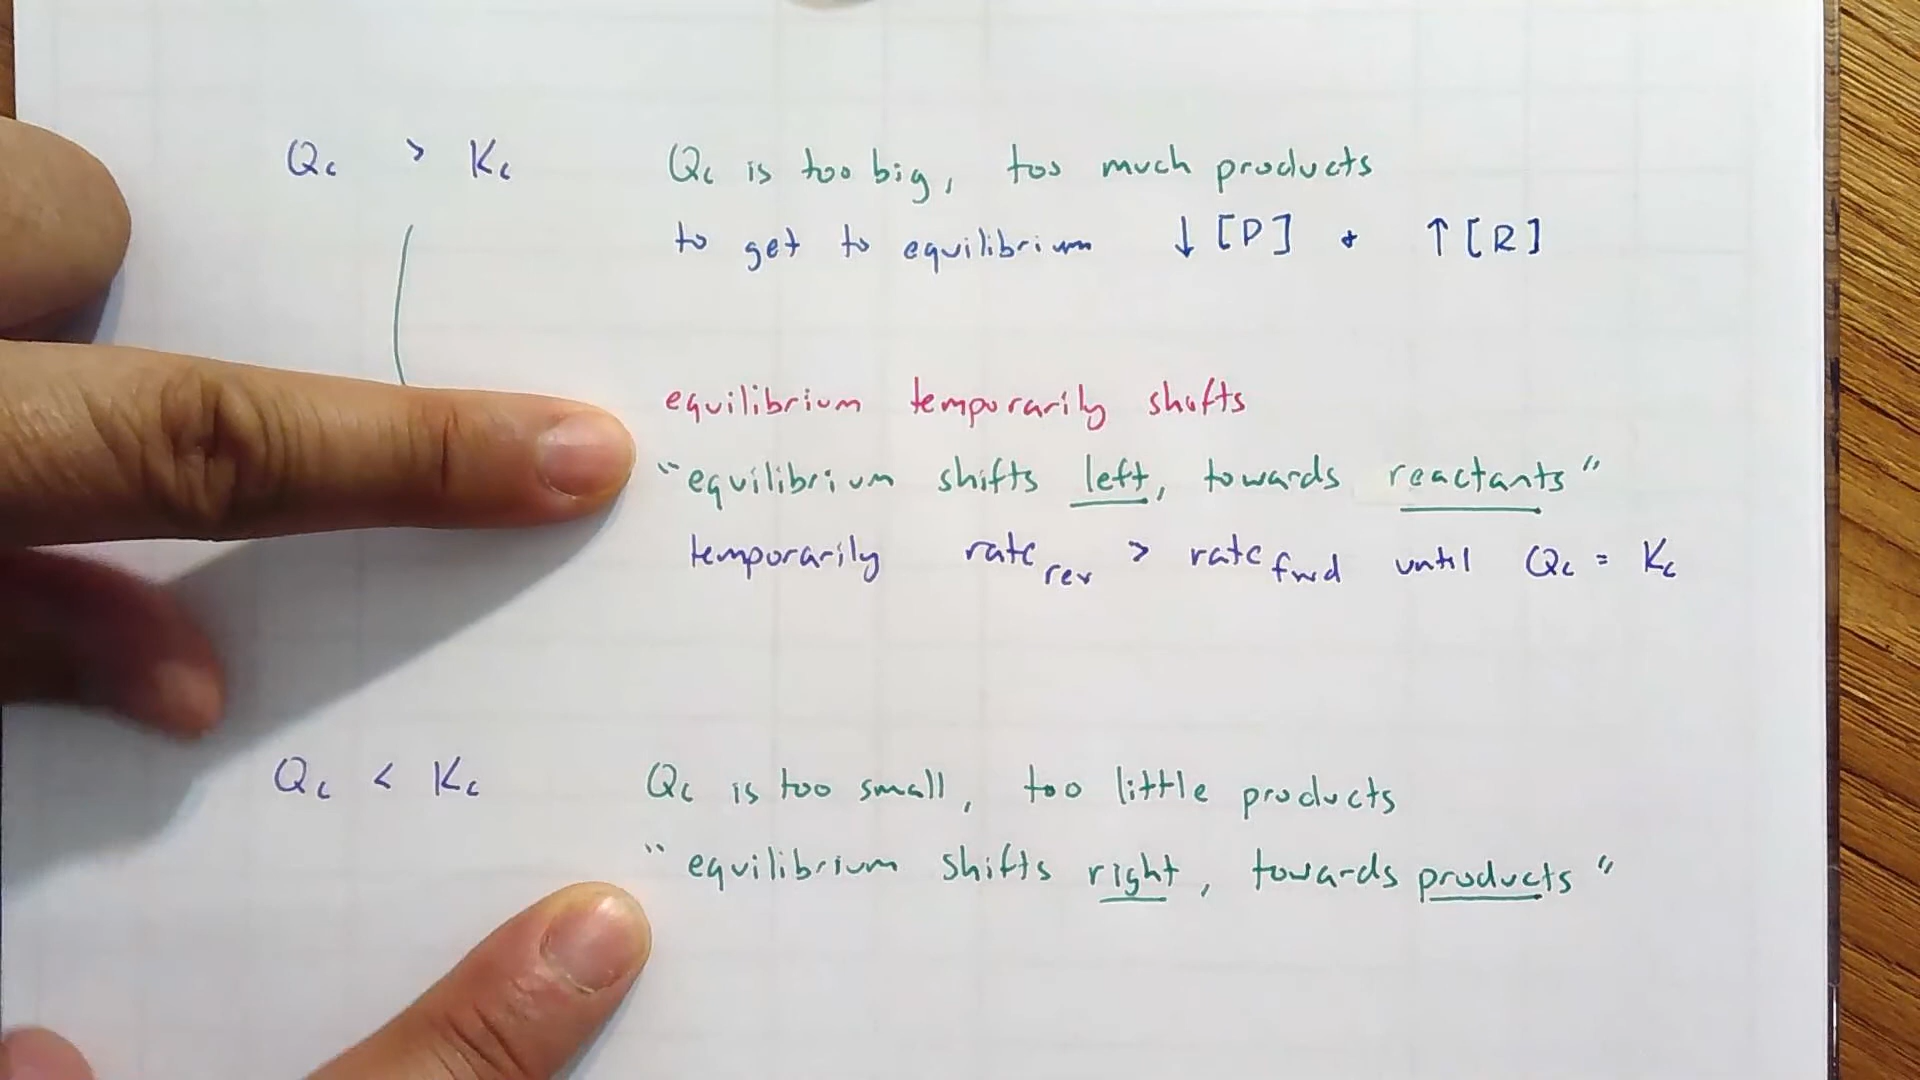 Qc > Kc Qc is too big, too much products
to get to equilibrium ↓ [P] + ↑ [R]
equilibrium temporarily shifts
"equilibrium shifts left, towards reactants"
temporarily rate rev > rate fwd until Qc = Kc
Qc < Kc Qc is too small, too little products
"equilibrium shifts right, towards products"